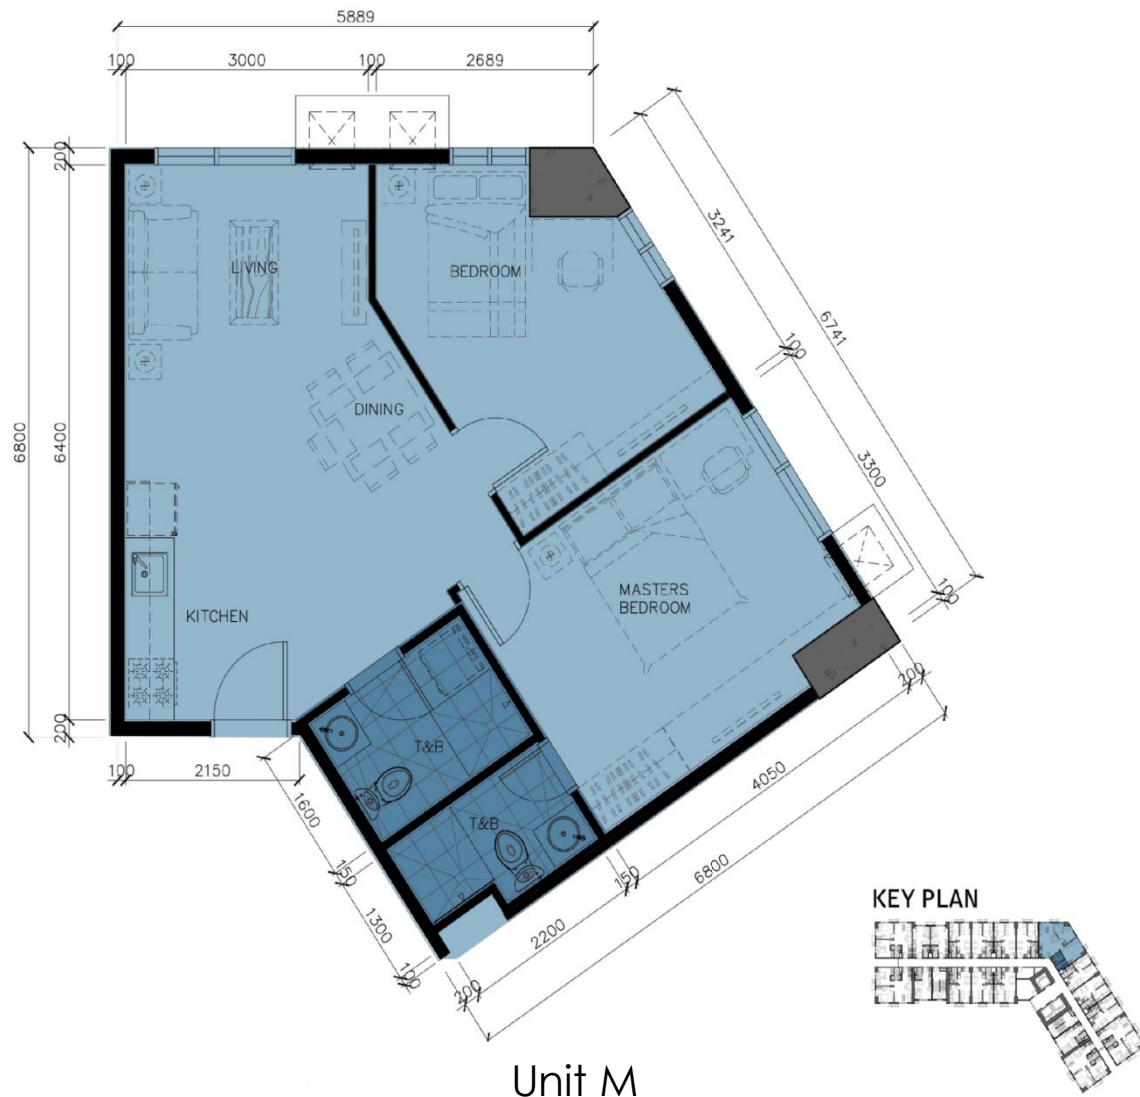 5889
100 3000 100 2689
200
6800
6400
200
3241
6741
100
3300
100
LIVING
BEDROOM
DINING
MASTERS
BEDROOM
KITCHEN
T&B
T&B
100 2150
1600
150
1300
100
200
2200
150
4050
200
6800
KEY PLAN
Unit M